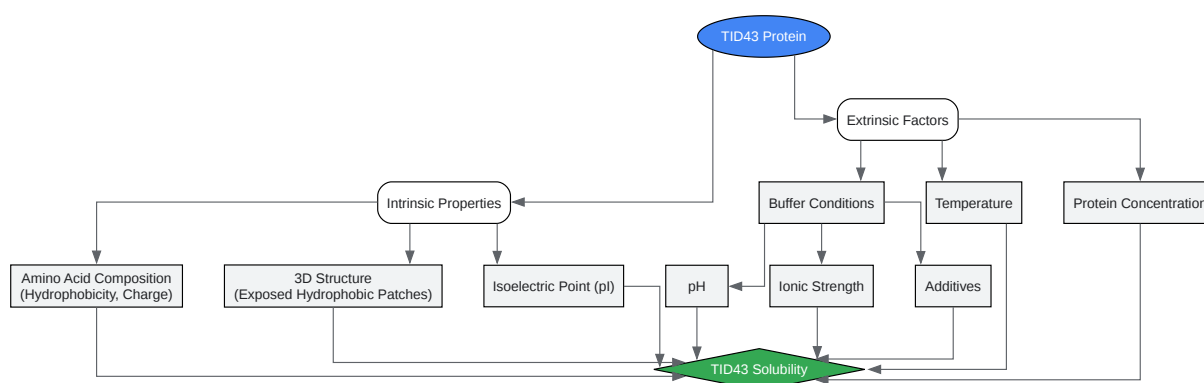 TID43 Protein
Extrinsic Factors
Intrinsic Properties
Buffer Conditions
Temperature
Protein Concentration
Amino Acid Composition
(Hydrophobicity, Charge)
3D Structure
(Exposed Hydrophobic Patches)
Isoelectric Point (pI)
pH
Ionic Strength
Additives
TID43 Solubility